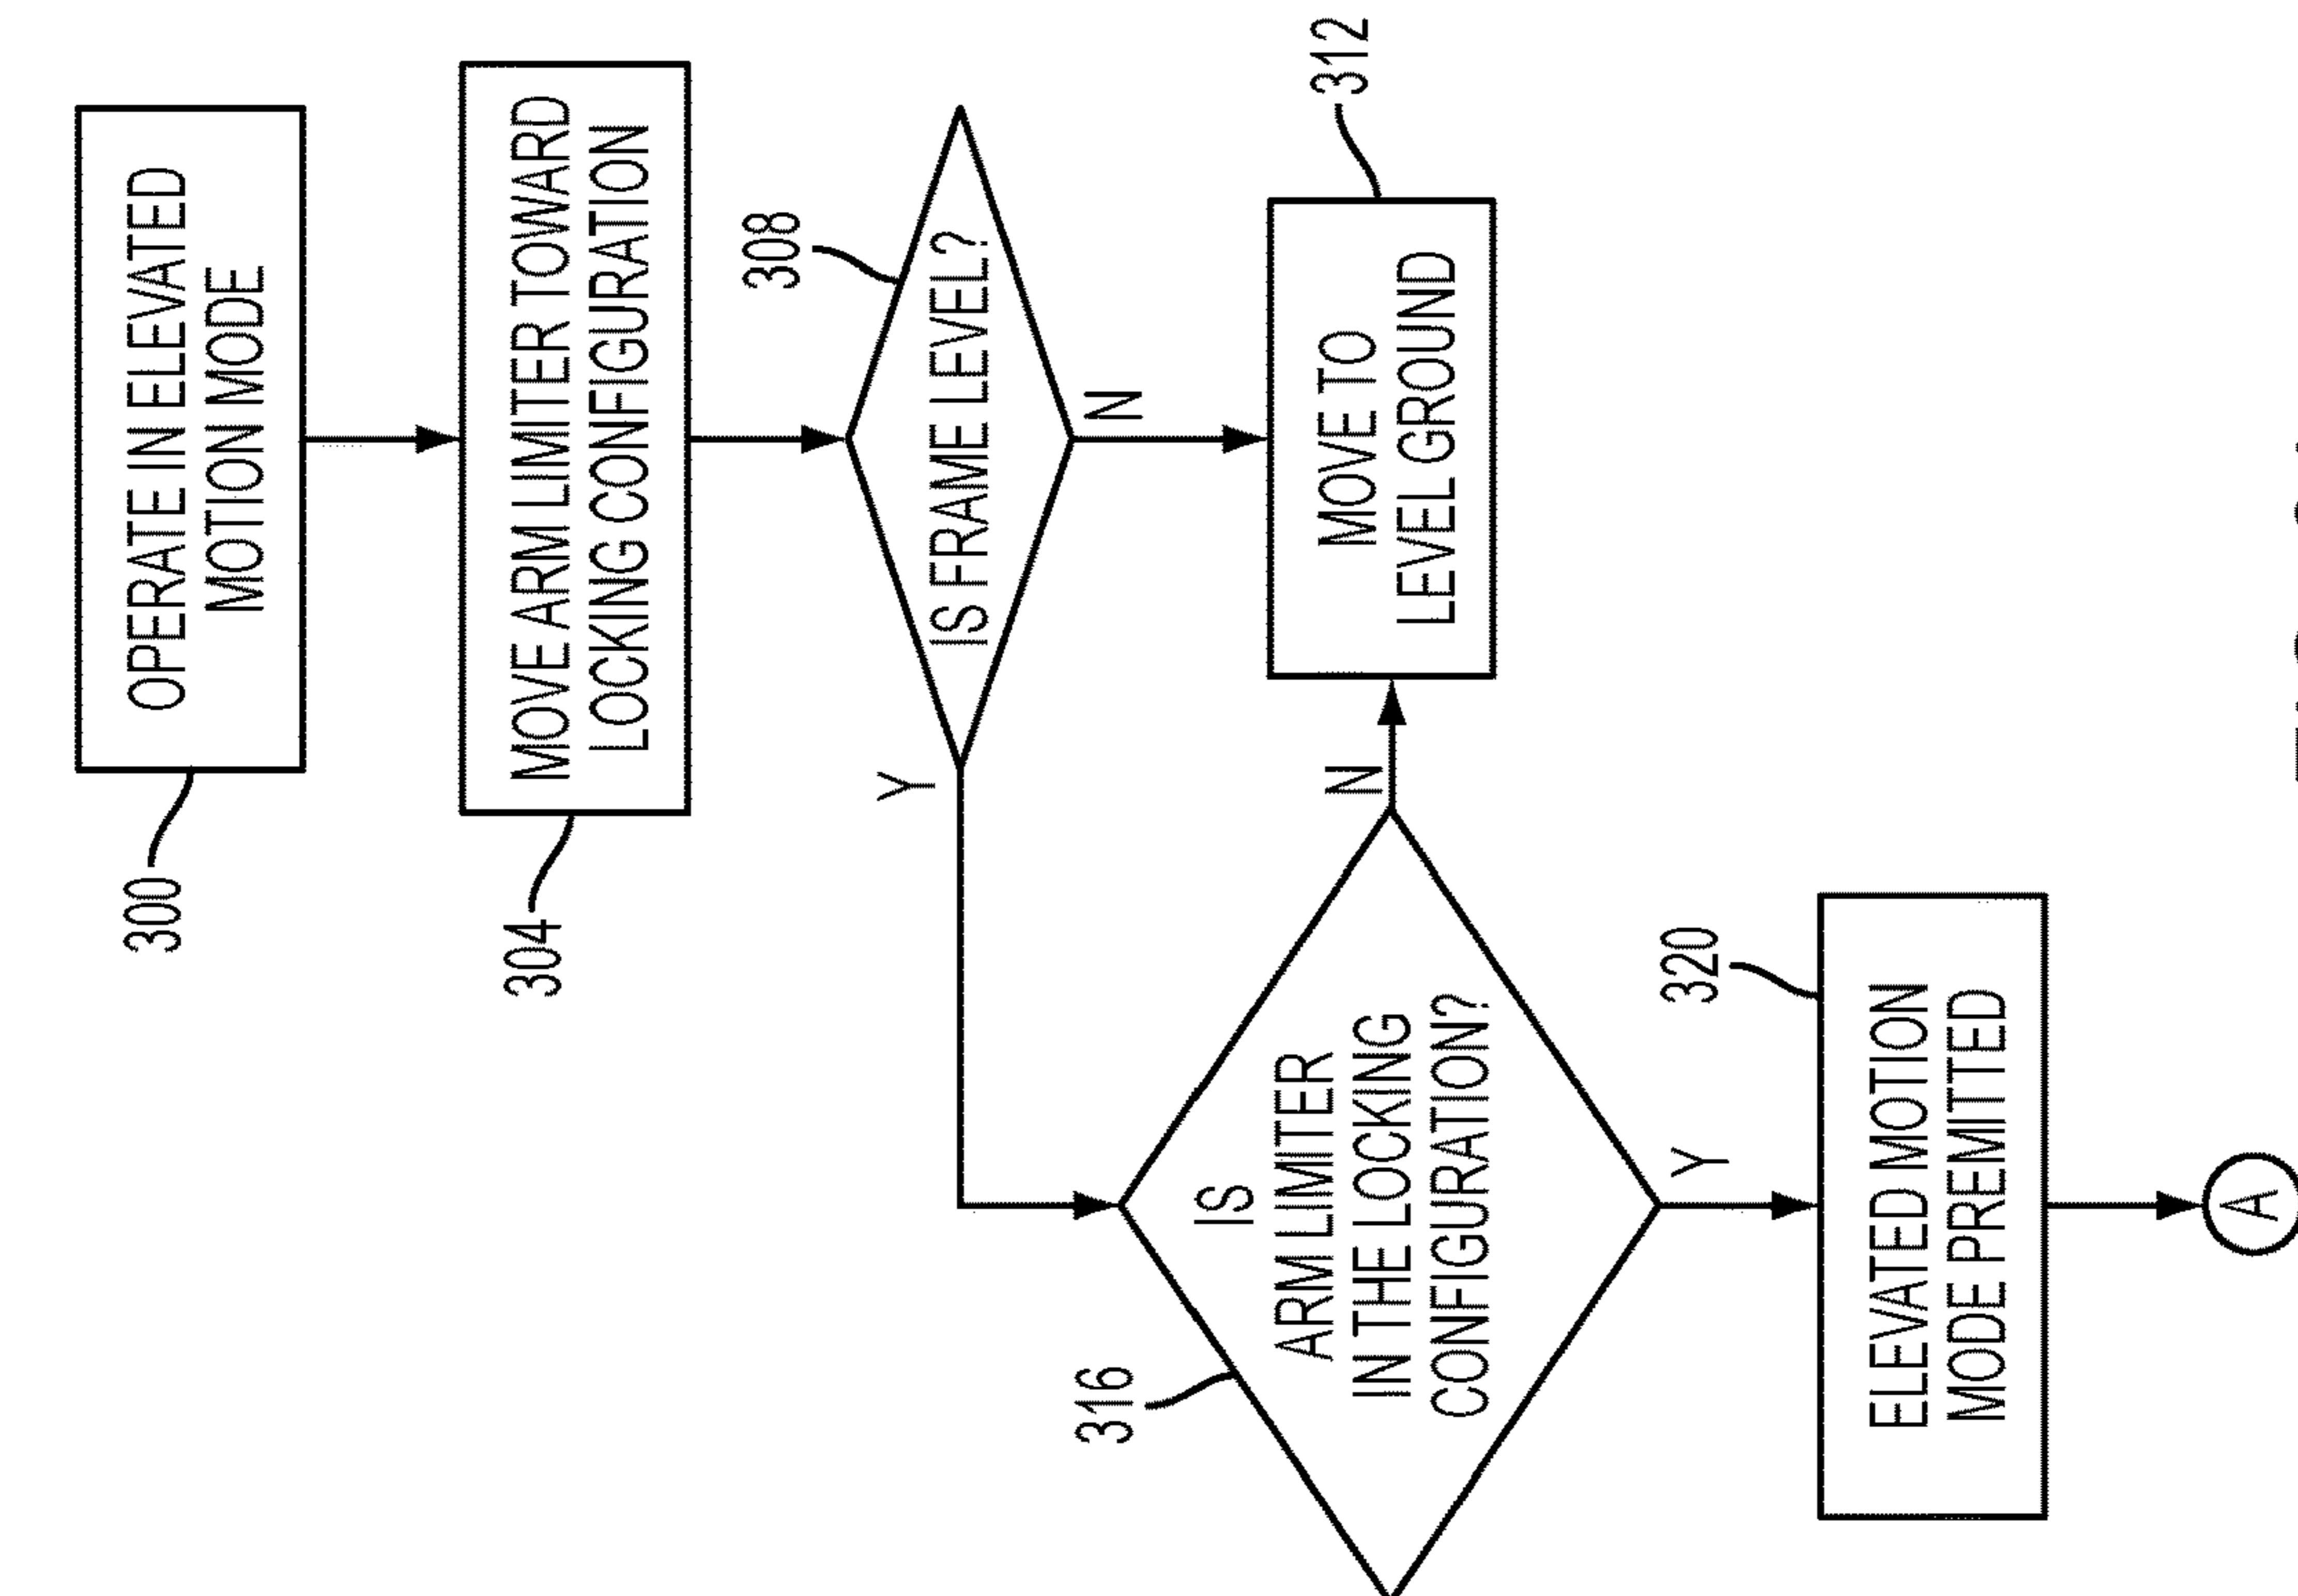 300
OPERATE IN ELEVATED
MOTION MODE
304
MOVE ARM LIMITER TOWARD
LOCKING CONFIGURATION
308
IS FRAME LEVEL?
Y
N
312
MOVE TO
LEVEL GROUND
316
IS
ARM LIMITER
IN THE LOCKING
CONFIGURATION?
N
Y
320
ELEVATED MOTION
MODE PREMITTED
A